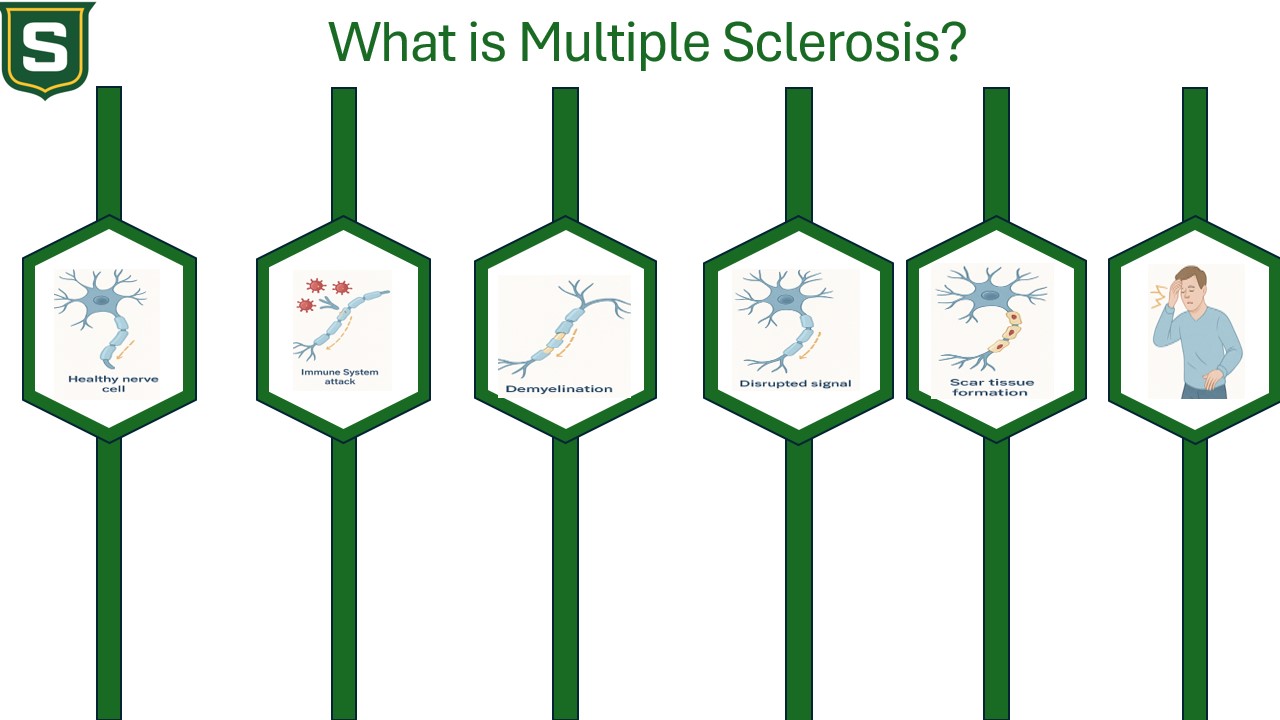 S
What is Multiple Sclerosis?
Healthy nerve
cell
Immune System
attack
Demyelination
Disrupted signal
Scar tissue
formation